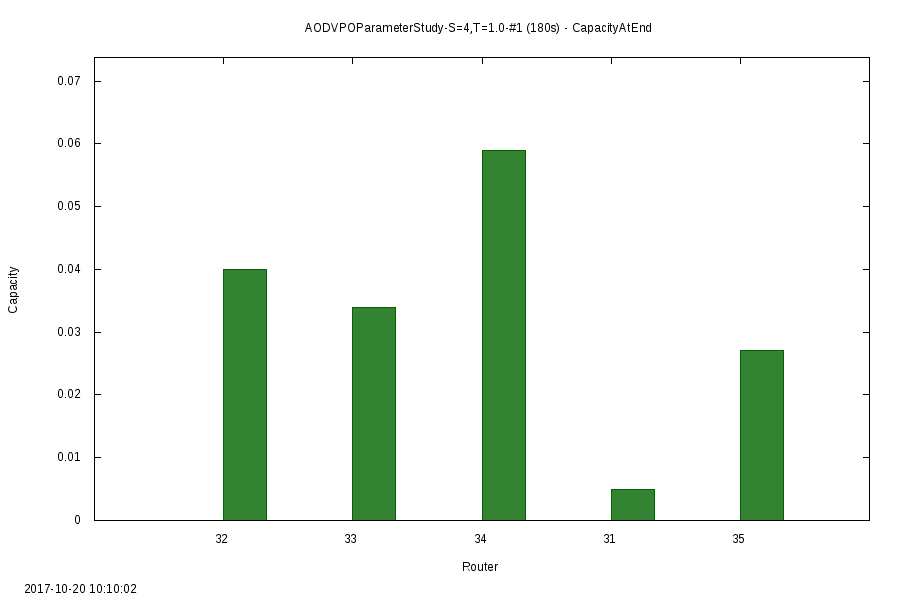 AODVPOParameterStudy-S=4,T=1.0-#1 (180s) - CapacityAtEnd
0.07
0.06
0.05
0.04
0.03
0.02
0.01
0
Capacity
32 33 34 31 35
Router
2017-10-20 10:10:02